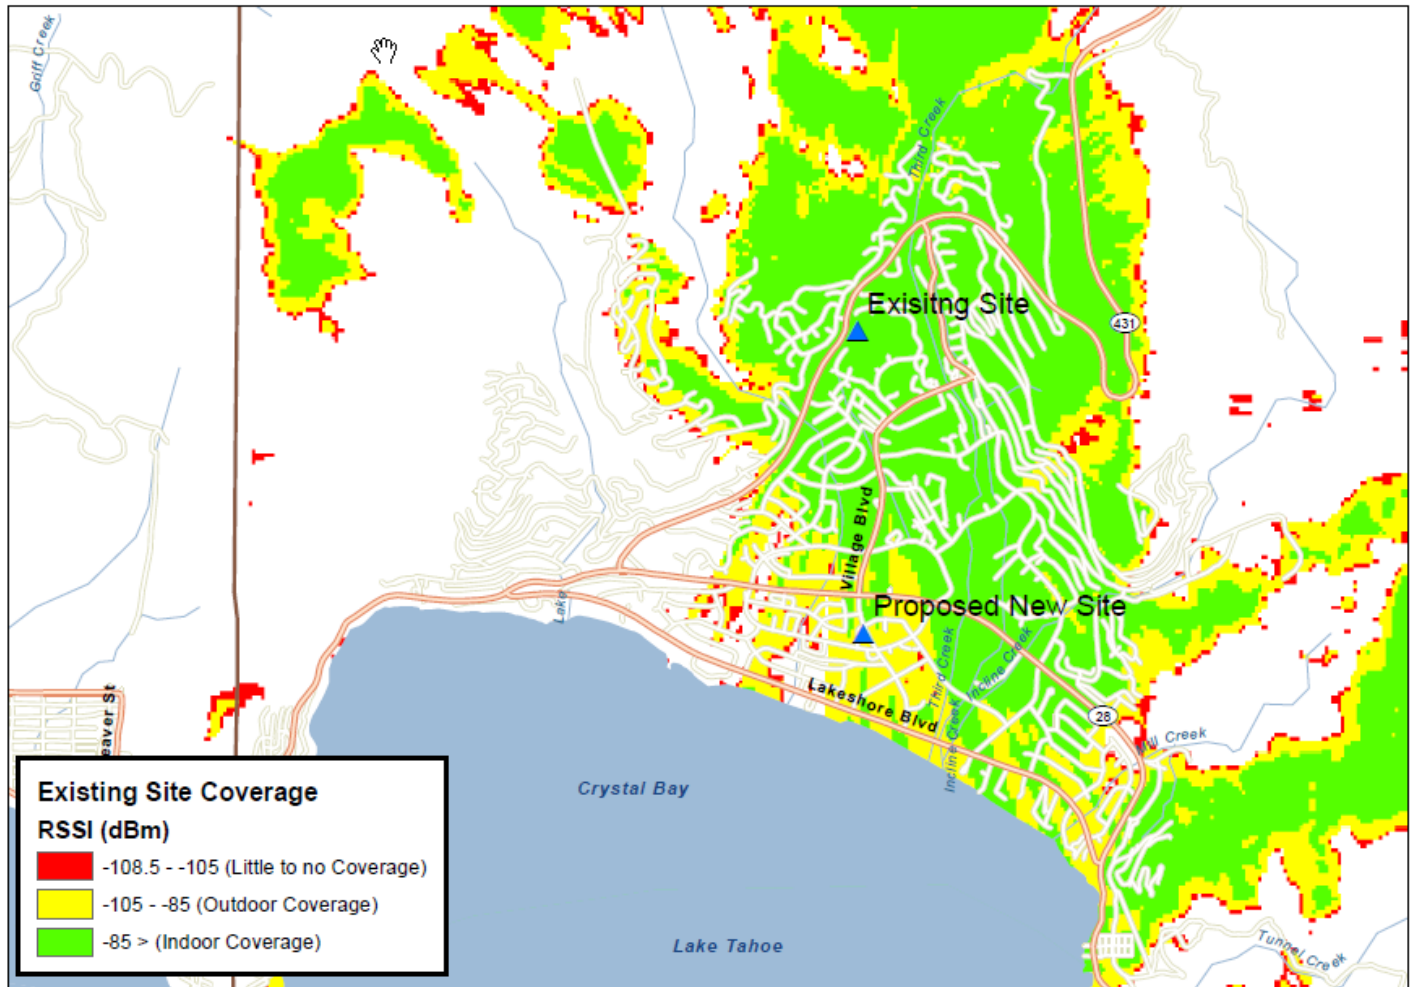 Griff Creek
Third Creek
Exisitng Site
431
Village Blvd
Proposed New Site
Lake
Third Creek
Incline Creek
Incline Creek
Lakeshore Blvd
28
Mill Creek
eaver St
Crystal Bay
Lake Tahoe
Tunnel Creek
Existing Site Coverage
RSSI (dBm)
-108.5 - -105 (Little to no Coverage)
-105 - -85 (Outdoor Coverage)
-85 > (Indoor Coverage)